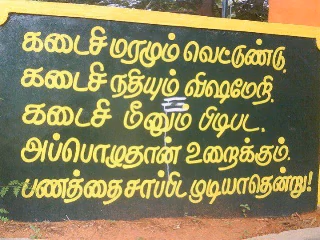 கடைசி மரமும் வெட்டுண்டு.
கடைசி நதியும் விஷமேறி.
கடைசி மீனும் பிடிபட.
அப்பொழுதுதான் உறைக்கும்.
பணத்தை சாப்பிட முடியாதென்று!